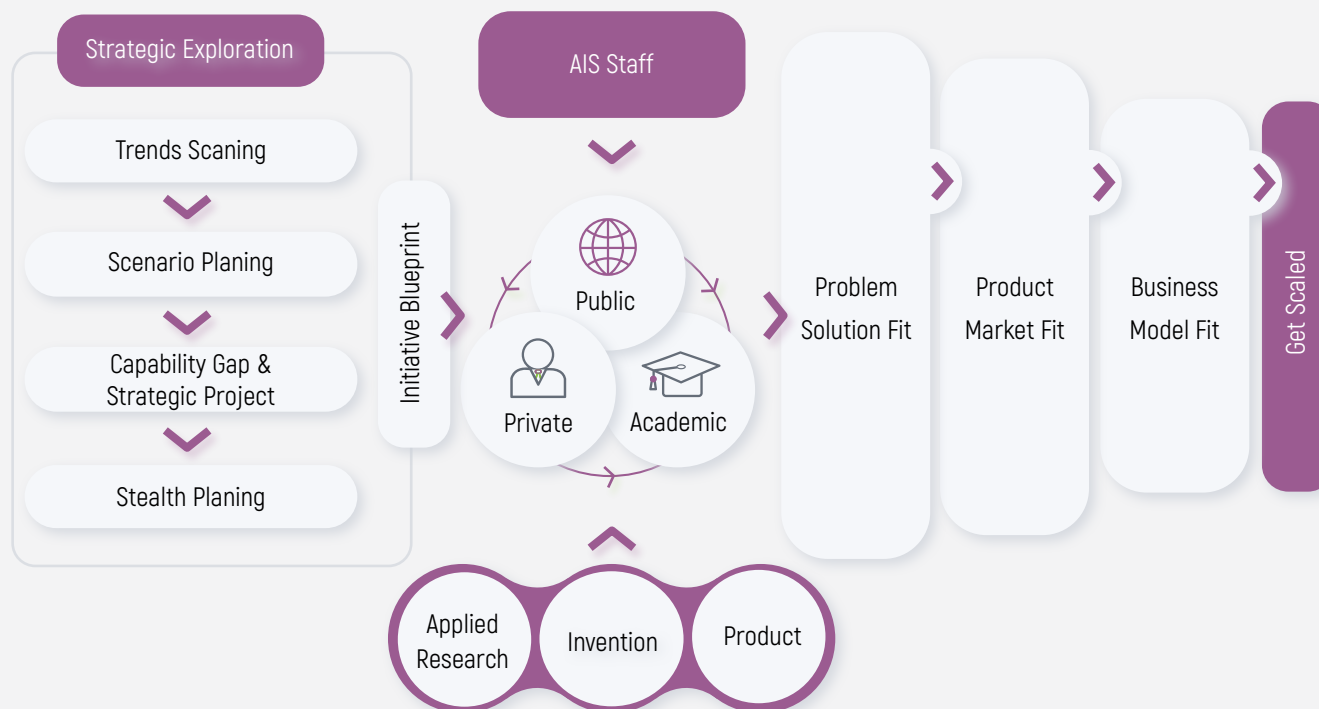 Strategic Exploration
Trends Scaning
Scenario Planing
Capability Gap &
Strategic Project
Stealth Planing
Initiative Blueprint
AIS Staff
Public
Private
Academic
Applied
Research
Invention
Product
Problem
Solution Fit
Product
Market Fit
Business
Model Fit
Get Scaled